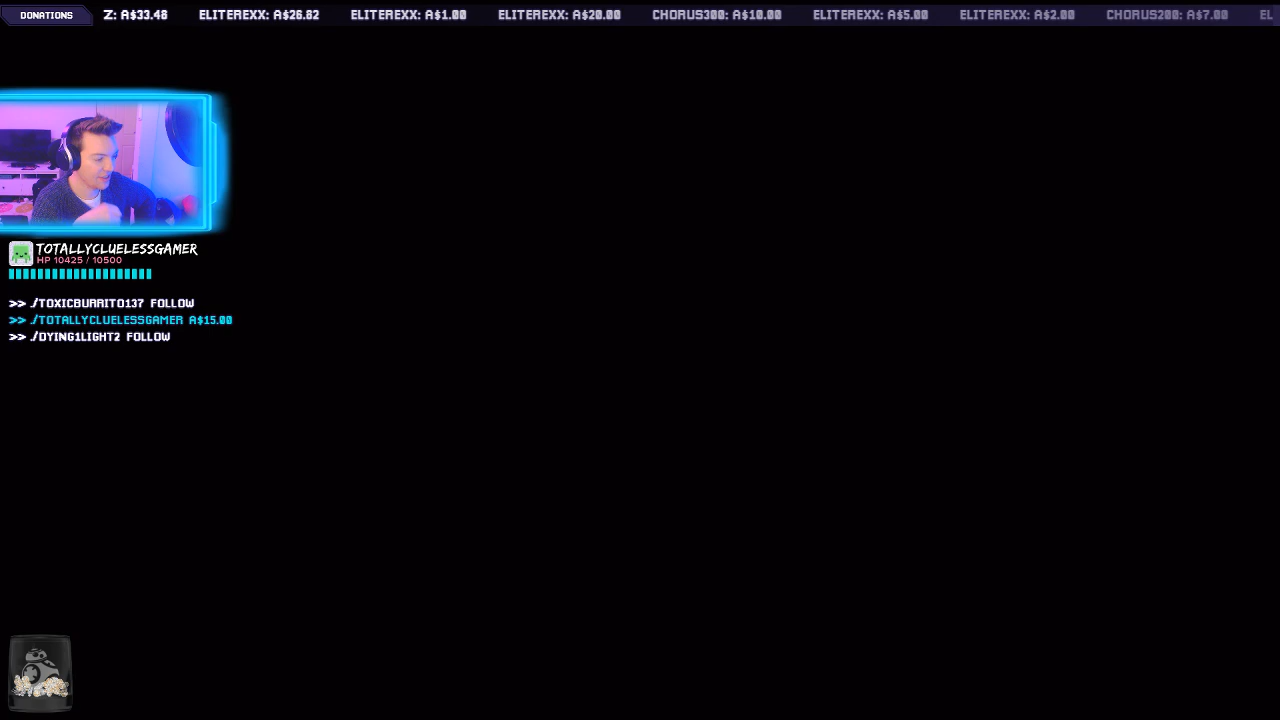 DONATIONS Z: A$33.48 ELITEREXX: A$26.82 ELITEREXX: A$1.00 ELITEREXX: A$20.00 CHORUS300: A$10.00 ELITEREXX: A$5.00 ELITEREXX: A$2.00 CHORUS200: A$7.00 EL
TOTALLYCLUELESSGAMER
HP 10425 / 10500
>> ./TOXICBURRITO137 FOLLOW
>> ./TOTALLYCLUELESSGAMER A$15.00
>> ./DYING1LIGHT2 FOLLOW